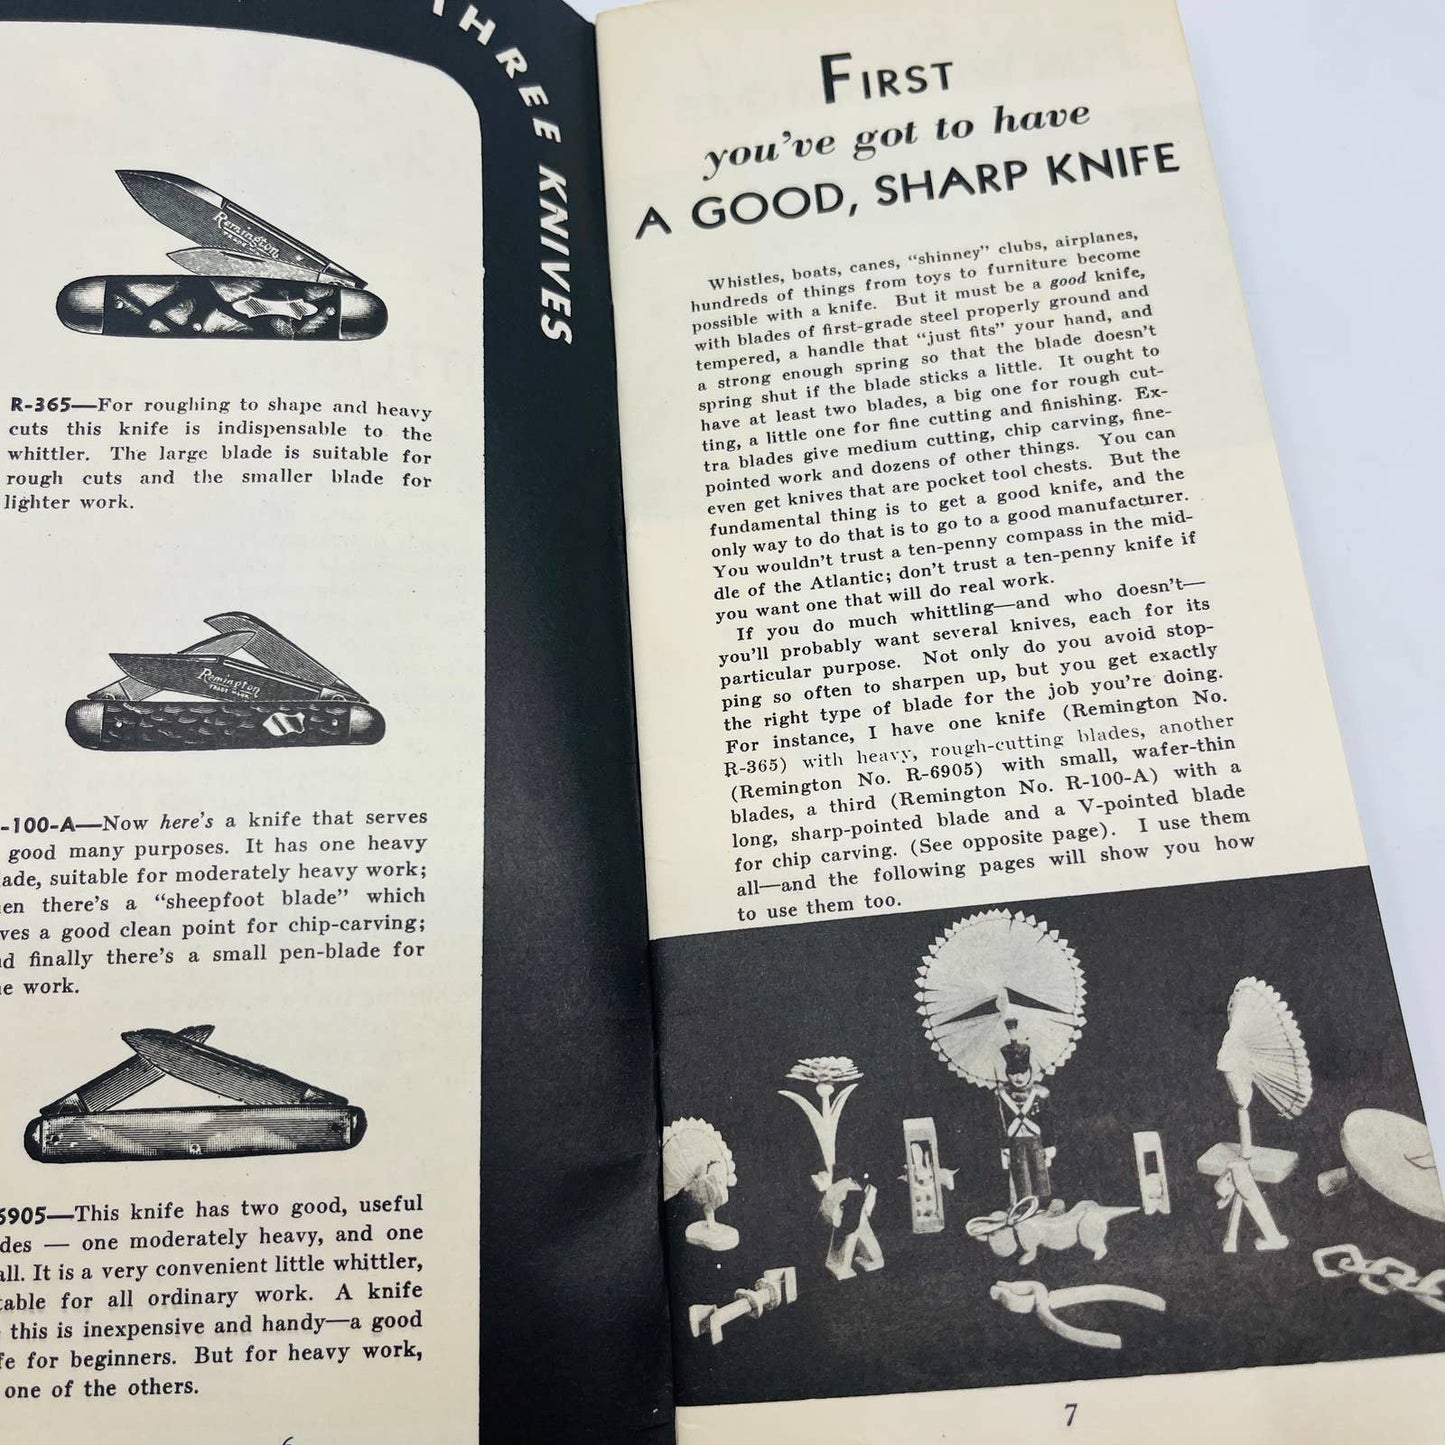 THREE KNIVES
Remington
TRADE MARK
R-365—For roughing to shape and heavy
cuts this knife is indispensable to the
whittler. The large blade is suitable for
rough cuts and the smaller blade for
lighter work.
Remington
TRADE MARK
-100-A—Now here's a knife that serves
good many purposes. It has one heavy
ade, suitable for moderately heavy work;
en there's a "sheepfoot blade" which
ves a good clean point for chip-carving;
d finally there's a small pen-blade for
e work.
6905—This knife has two good, useful
des — one moderately heavy, and one
all. It is a very convenient little whittler,
table for all ordinary work. A knife
this is inexpensive and handy—a good
fe for beginners. But for heavy work,
one of the others.
6
FIRST
you've got to have
A GOOD, SHARP KNIFE
Whistles, boats, canes, "shinney" clubs, airplanes,
hundreds of things from toys to furniture become
possible with a knife. But it must be a good knife,
with blades of first-grade steel properly ground and
tempered, a handle that "just fits" your hand, and
a strong enough spring so that the blade doesn't
spring shut if the blade sticks a little. It ought to
have at least two blades, a big one for rough cut-
ting, a little one for fine cutting and finishing. Ex-
tra blades give medium cutting, chip carving, fine-
pointed work and dozens of other things. You can
even get knives that are pocket tool chests. But the
fundamental thing is to get a good knife, and the
only way to do that is to go to a good manufacturer.
You wouldn't trust a ten-penny compass in the mid-
dle of the Atlantic; don't trust a ten-penny knife if
you want one that will do real work.
If you do much whittling—and who doesn't—
you'll probably want several knives, each for its
particular purpose. Not only do you avoid stop-
ping so often to sharpen up, but you get exactly
the right type of blade for the job you're doing.
For instance, I have one knife (Remington No.
R-365) with heavy, rough-cutting blades, another
(Remington No. R-6905) with small, wafer-thin
blades, a third (Remington No. R-100-A) with a
long, sharp-pointed blade and a V-pointed blade
for chip carving. (See opposite page). I use them
all—and the following pages will show you how
to use them too.
7